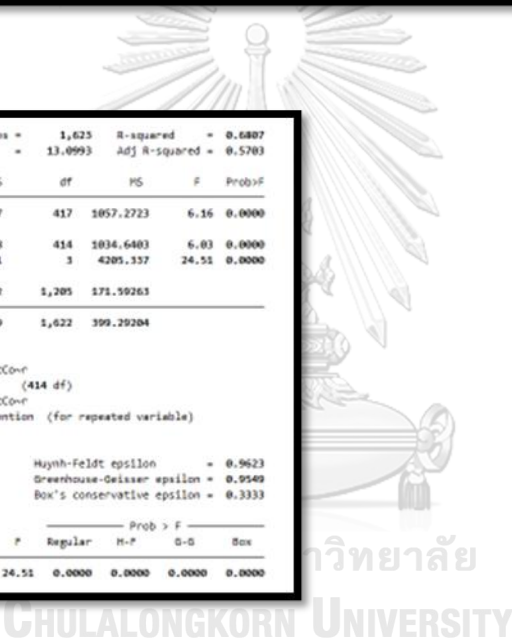 ns = 1,623 R-squared = 0.6807
= 13.0993 Adj R-squared = 0.5703
df MS F Prob>F
417 1057.2723 6.16 0.0000
414 1034.6403 6.03 0.0000
3 4205.337 24.51 0.0000
1,205 171.59263
1,622 399.29204
(414 df)
ntion (for repeated variable)
Huynh-Feldt epsilon = 0.9623
Greenhouse-Geisser epsilon = 0.9549
Box's conservative epsilon = 0.3333
Prob > F
F Regular H-F G-G Box
24.51 0.0000 0.0000 0.0000 0.0000
าวิทยาลัย
CHULALONGKORN UNIVERSITY